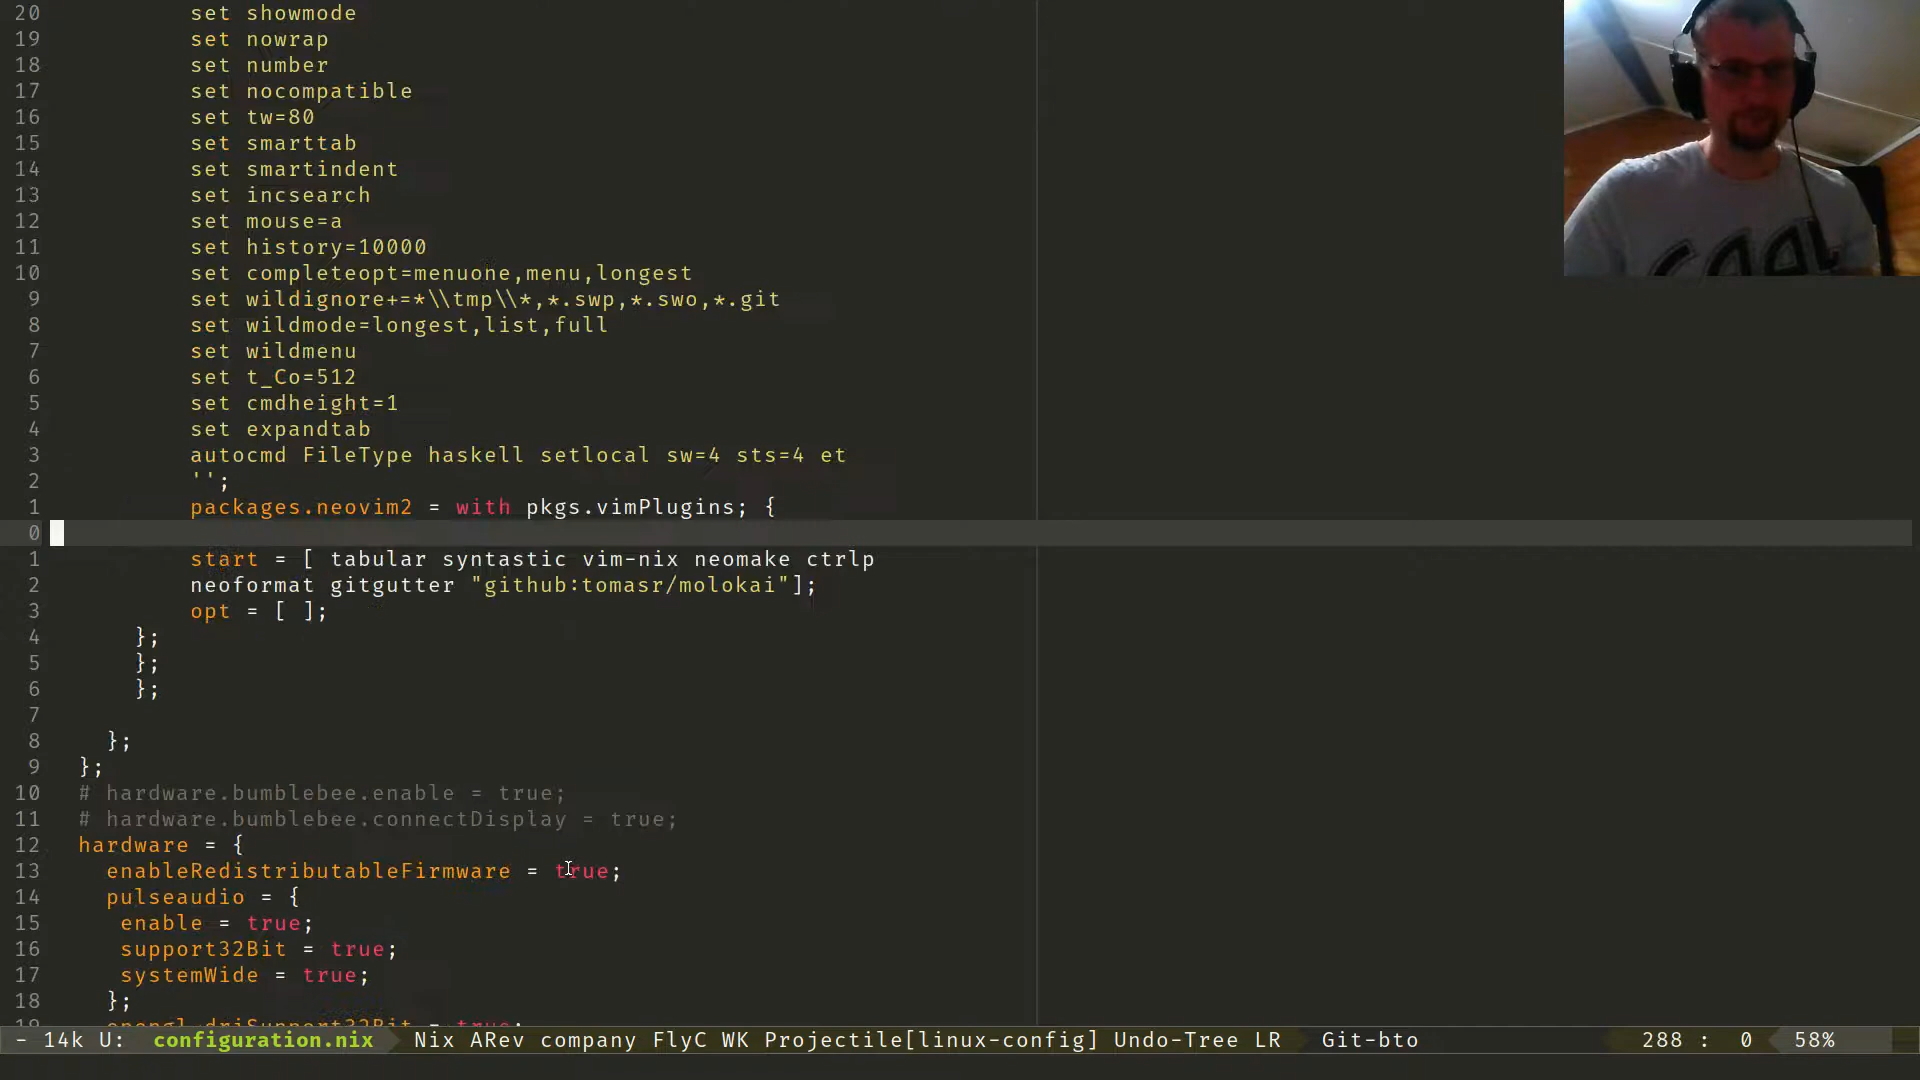 20 set showmode
19 set nowrap
18 set number
17 set nocompatible
16 set tw=80
15 set smarttab
14 set smartindent
13 set incsearch
12 set mouse=a
11 set history=10000
10 set completeopt=menuone,menu,longest
9 set wildignore+=*\\tmp\\*,*.swp,*.swo,*.git
8 set wildmode=longest,list,full
7 set wildmenu
6 set t_Co=512
5 set cmdheight=1
4 set expandtab
3 autocmd FileType haskell setlocal sw=4 sts=4 et
2 '';
1 packages.neovim2 = with pkgs.vimPlugins; {
0
1 start = [ tabular syntastic vim-nix neomake ctrlp
2 neoformat gitgutter "github:tomasr/molokai"];
3 opt = [ ];
4 };
5 };
6 };
7
8 };
9 };
10 # hardware.bumblebee.enable = true;
11 # hardware.bumblebee.connectDisplay = true;
12 hardware = {
13 enableRedistributableFirmware = true;
14 pulseaudio = {
15 enable = true;
16 support32Bit = true;
17 systemWide = true;
18 };
19 opengl.driSupport32Bit = true;
- 14k U: configuration.nix Nix ARev company FlyC WK Projectile[linux-config] Undo-Tree LR Git-bto 288 : 0 58%